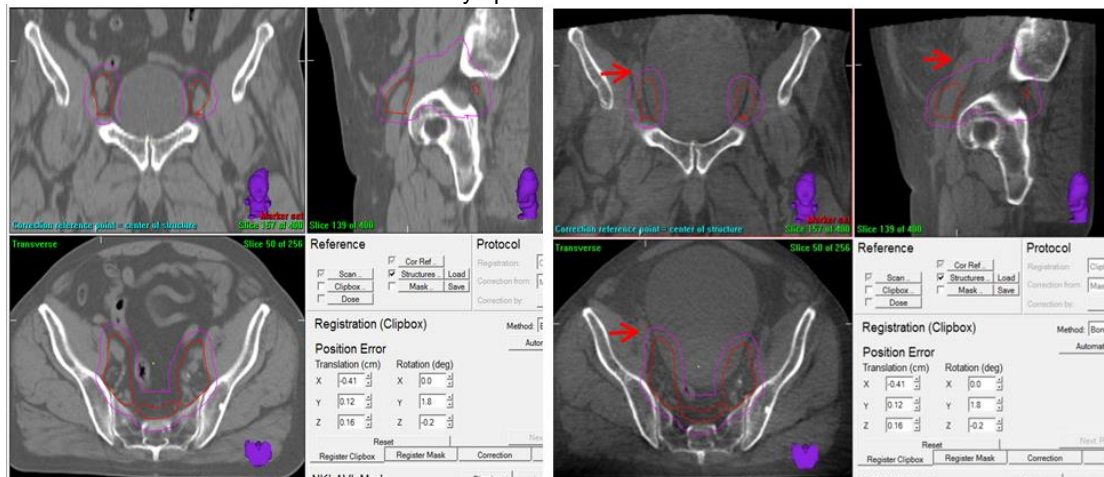 Correction reference point = center of structure
Marker set
Slice 157 of 400
Slice 139 of 400
Transverse
Slice 50 of 256
Reference
Protocol
Cor Ref..
Registration:
Scan ..
Structures ..
Load
Correction from:
Clipbox ..
Mask ..
Save
Dose
Correction by:
Registration (Clipbox)
Method:
Position Error
Translation (cm)
Rotation (deg)
X -0.41
X 0.0
Y 0.12
Y 1.8
Z 0.16
Z -0.2
Reset
Register Clipbox
Register Mask
Correction
Correction reference point = center of structure
Marker set
Slice 157 of 400
Slice 139 of 400
Transverse
Slice 50 of 256
Reference
Protocol
Cor Ref..
Registration:
Scan ..
Structures ..
Load
Correction from:
Clipbox ..
Mask ..
Save
Dose
Correction by:
Registration (Clipbox)
Method:
Automat
Position Error
Translation (cm)
Rotation (deg)
X -0.41
X 0.0
Y 0.12
Y 1.8
Z 0.16
Z -0.2
Reset
Register Clipbox
Register Mask
Correction